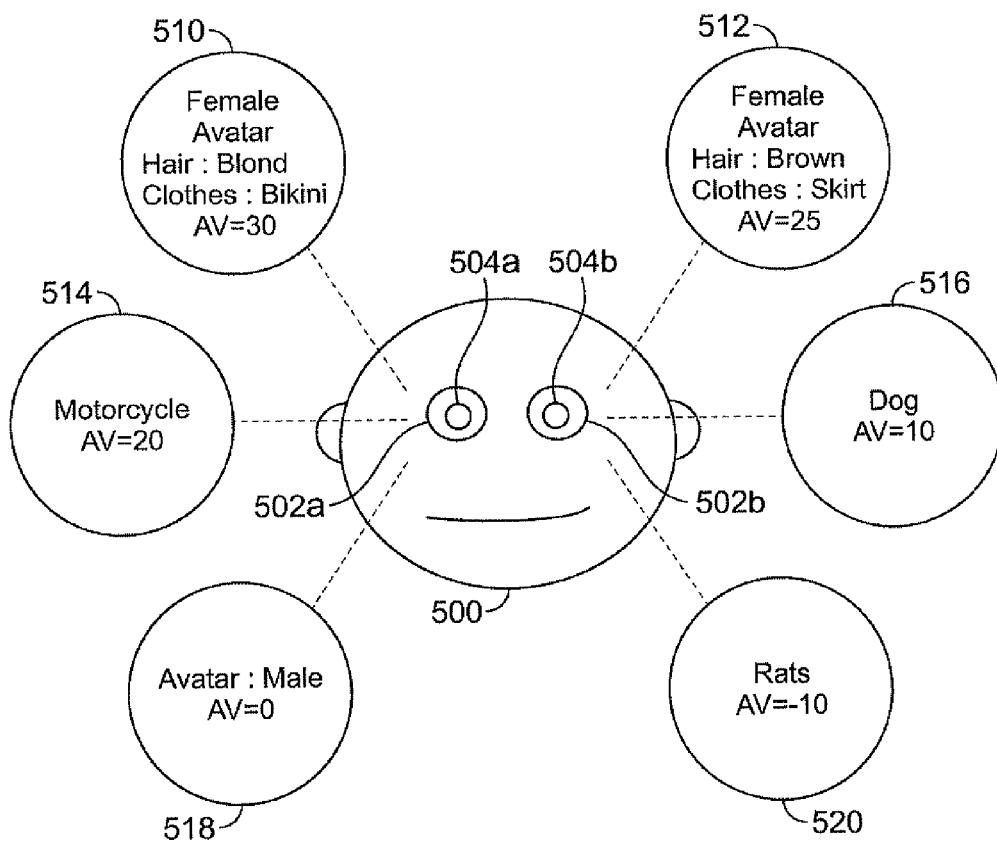 510
512
Female
Avatar
Hair : Blond
Clothes : Bikini
AV=30
Female
Avatar
Hair : Brown
Clothes : Skirt
AV=25
504a
504b
514
516
Motorcycle
AV=20
Dog
AV=10
502a
502b
500
Avatar : Male
AV=0
Rats
AV=-10
518
520